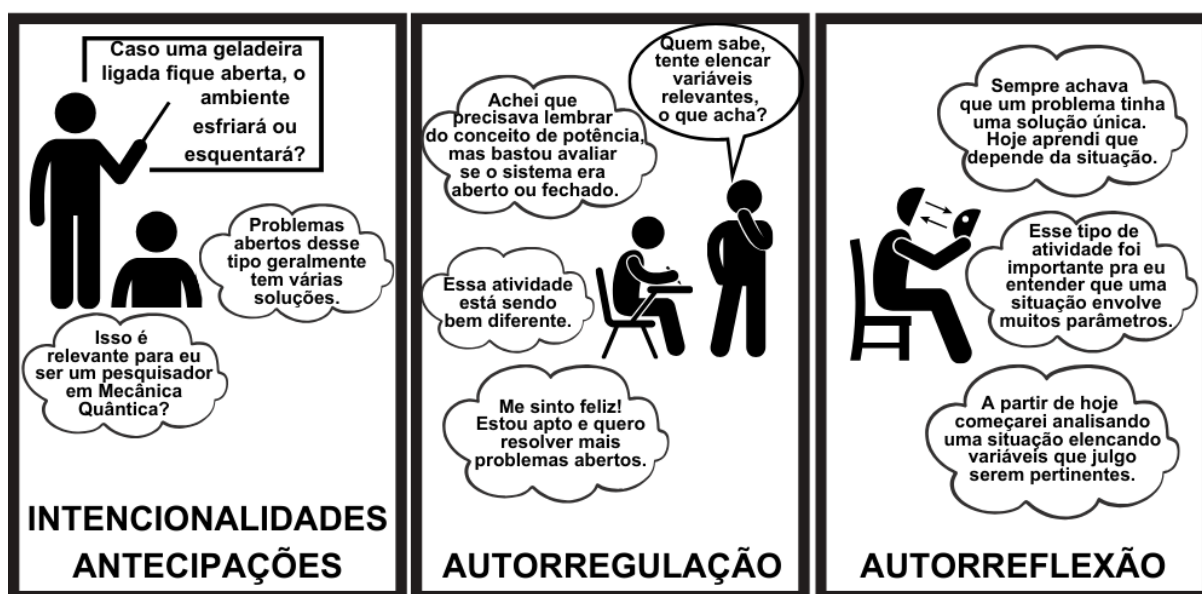 Caso uma geladeira
ligada fique aberta, o
ambiente
esfriará ou
esquentará?
Problemas
abertos desse
tipo geralmente
tem várias
soluções.
Isso é
relevante para eu
ser um pesquisador
em Mecânica
Quântica?
INTENCIONALIDADES
ANTECIPAÇÕES
Quem sabe,
tente elencar
variáveis
relevantes,
o que acha?
Achei que
precisava lembrar
do conceito de potência,
mas bastou avaliar
se o sistema era
aberto ou fechado.
Essa atividade
está sendo
bem diferente.
Me sinto feliz!
Estou apto e quero
resolver mais
problemas abertos.
AUTORREGULAÇÃO
Sempre achava
que um problema tinha
uma solução única.
Hoje aprendi que
depende da situação.
Esse tipo de
atividade foi
importante pra eu
entender que uma
situação envolve
muitos parâmetros.
A partir de hoje
começarei analisando
uma situação elencando
variáveis que julgo
serem pertinentes.
AUTORREFLEXÃO